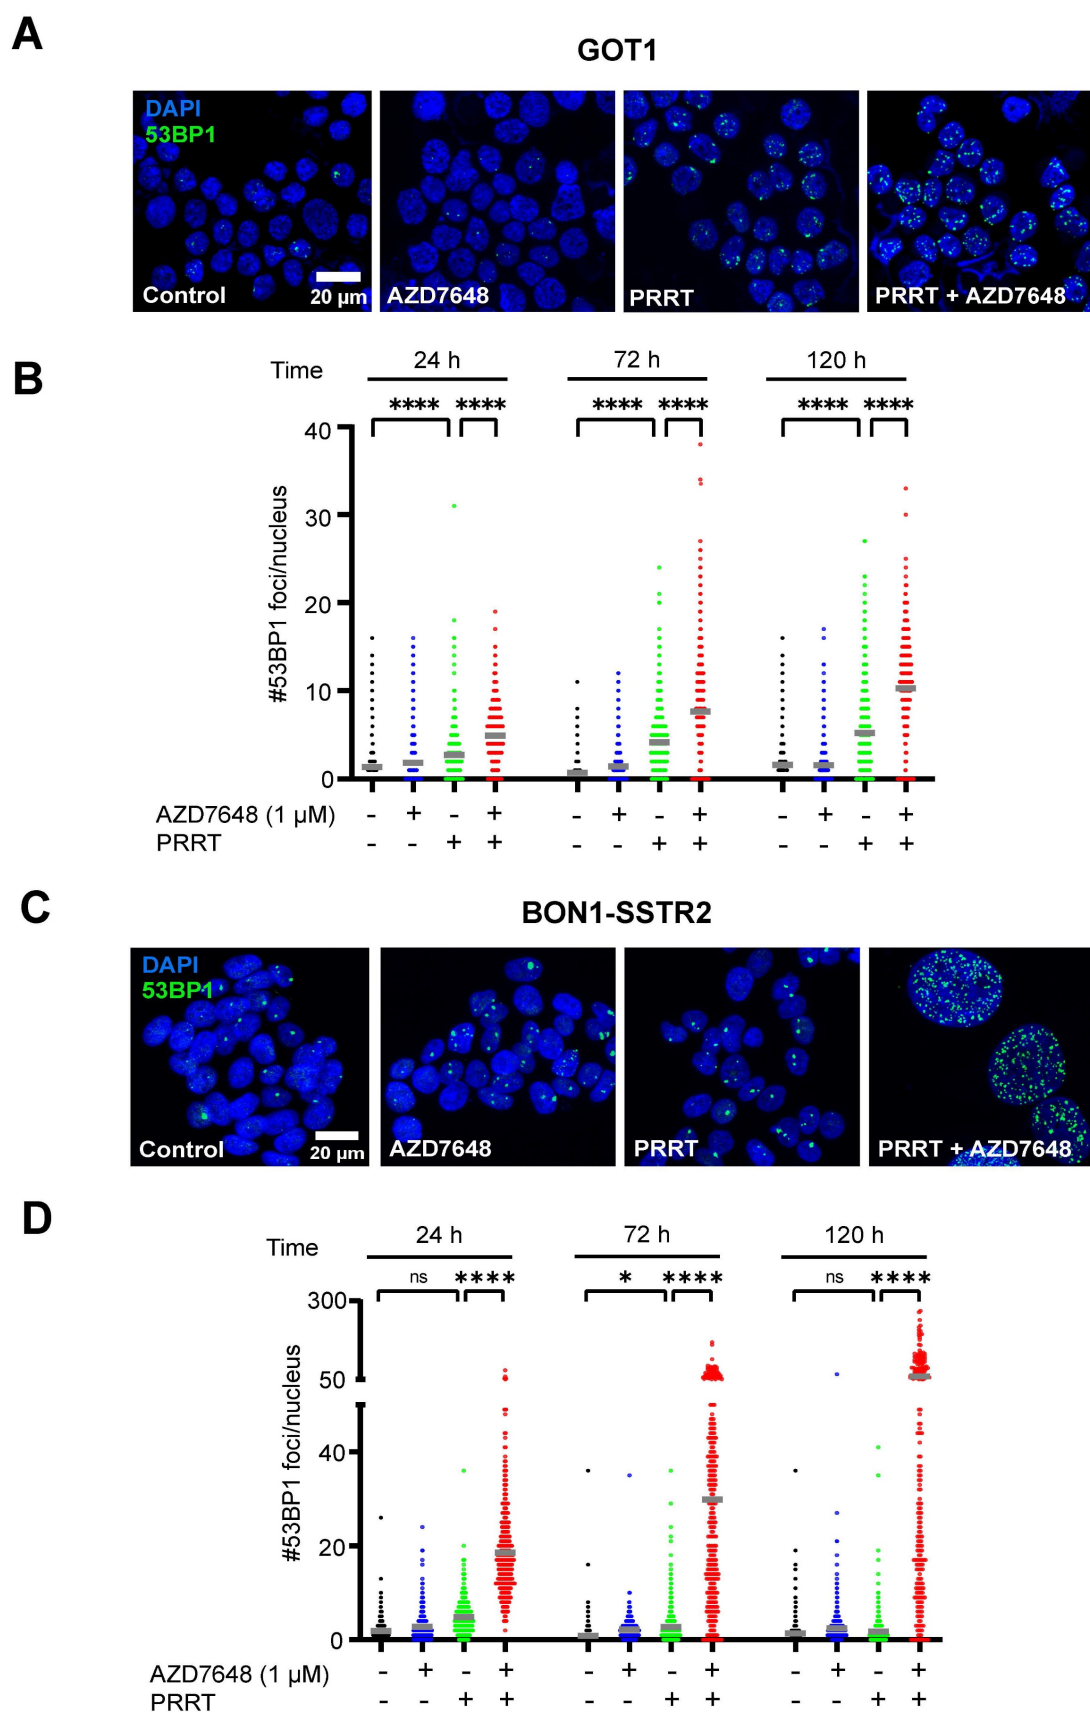 A
GOT1
DAPI
53BP1
Control
20 µm
AZD7648
PRRT
PRRT + AZD7648
B
Time
24 h
72 h
120 h
**** **** **** **** **** ****
#53BP1 foci/nucleus
40
30
20
10
0
AZD7648 (1 µM) - + - + - + - + - + - +
PRRT - - + + - - + + - - + +
C
BON1-SSTR2
DAPI
53BP1
Control
20 µm
AZD7648
PRRT
PRRT + AZD7648
D
Time
24 h
72 h
120 h
ns **** * **** ns ****
#53BP1 foci/nucleus
300
50
40
20
0
AZD7648 (1 µM) - + - + - + - + - + - +
PRRT - - + + - - + + - - + +